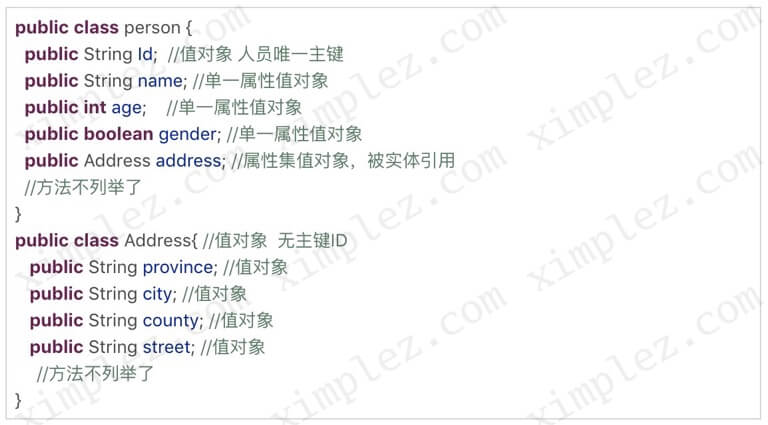 public class person {
public String Id;  //值对象 人员唯一主键
public String name; //单一属性值对象
public int age;    //单一属性值对象
public boolean gender; //单一属性值对象
public Address address; //属性集值对象，被实体引用
//方法不列举了
}
public class Address{ //值对象  无主键ID
public String province; //值对象
public String city; //值对象
public String county; //值对象
public String street; //值对象
//方法不列举了
}
ximplez.com
ximplez.com
ximplez.com
ximplez.com
ximplez.com
ximplez.com
ximplez.com
ximplez.com
ximplez.com